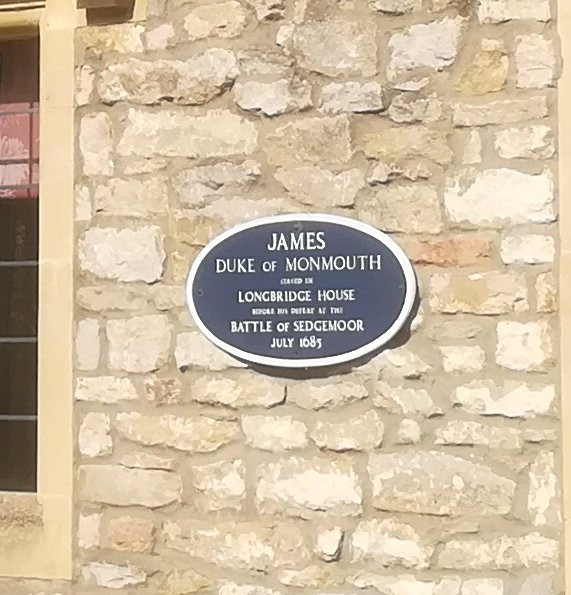 JAMES
DUKE OF MONMOUTH
STAYED IN
LONGBRIDGE HOUSE
BEFORE HIS DEFEAT AT THE
BATTLE OF SEDGEMOOR
JULY 1685